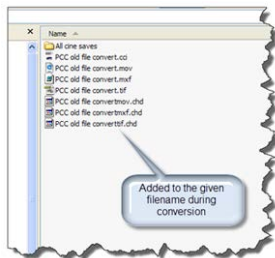 Name
All cine saves
PCC old file convert.cci
PCC old file convert.mov
PCC old file convert.mxf
PCC old file convert.tif
PCC old file convertmov.chd
PCC old file convertmxf.chd
PCC old file converttif.chd
Added to the given
filename during
conversion